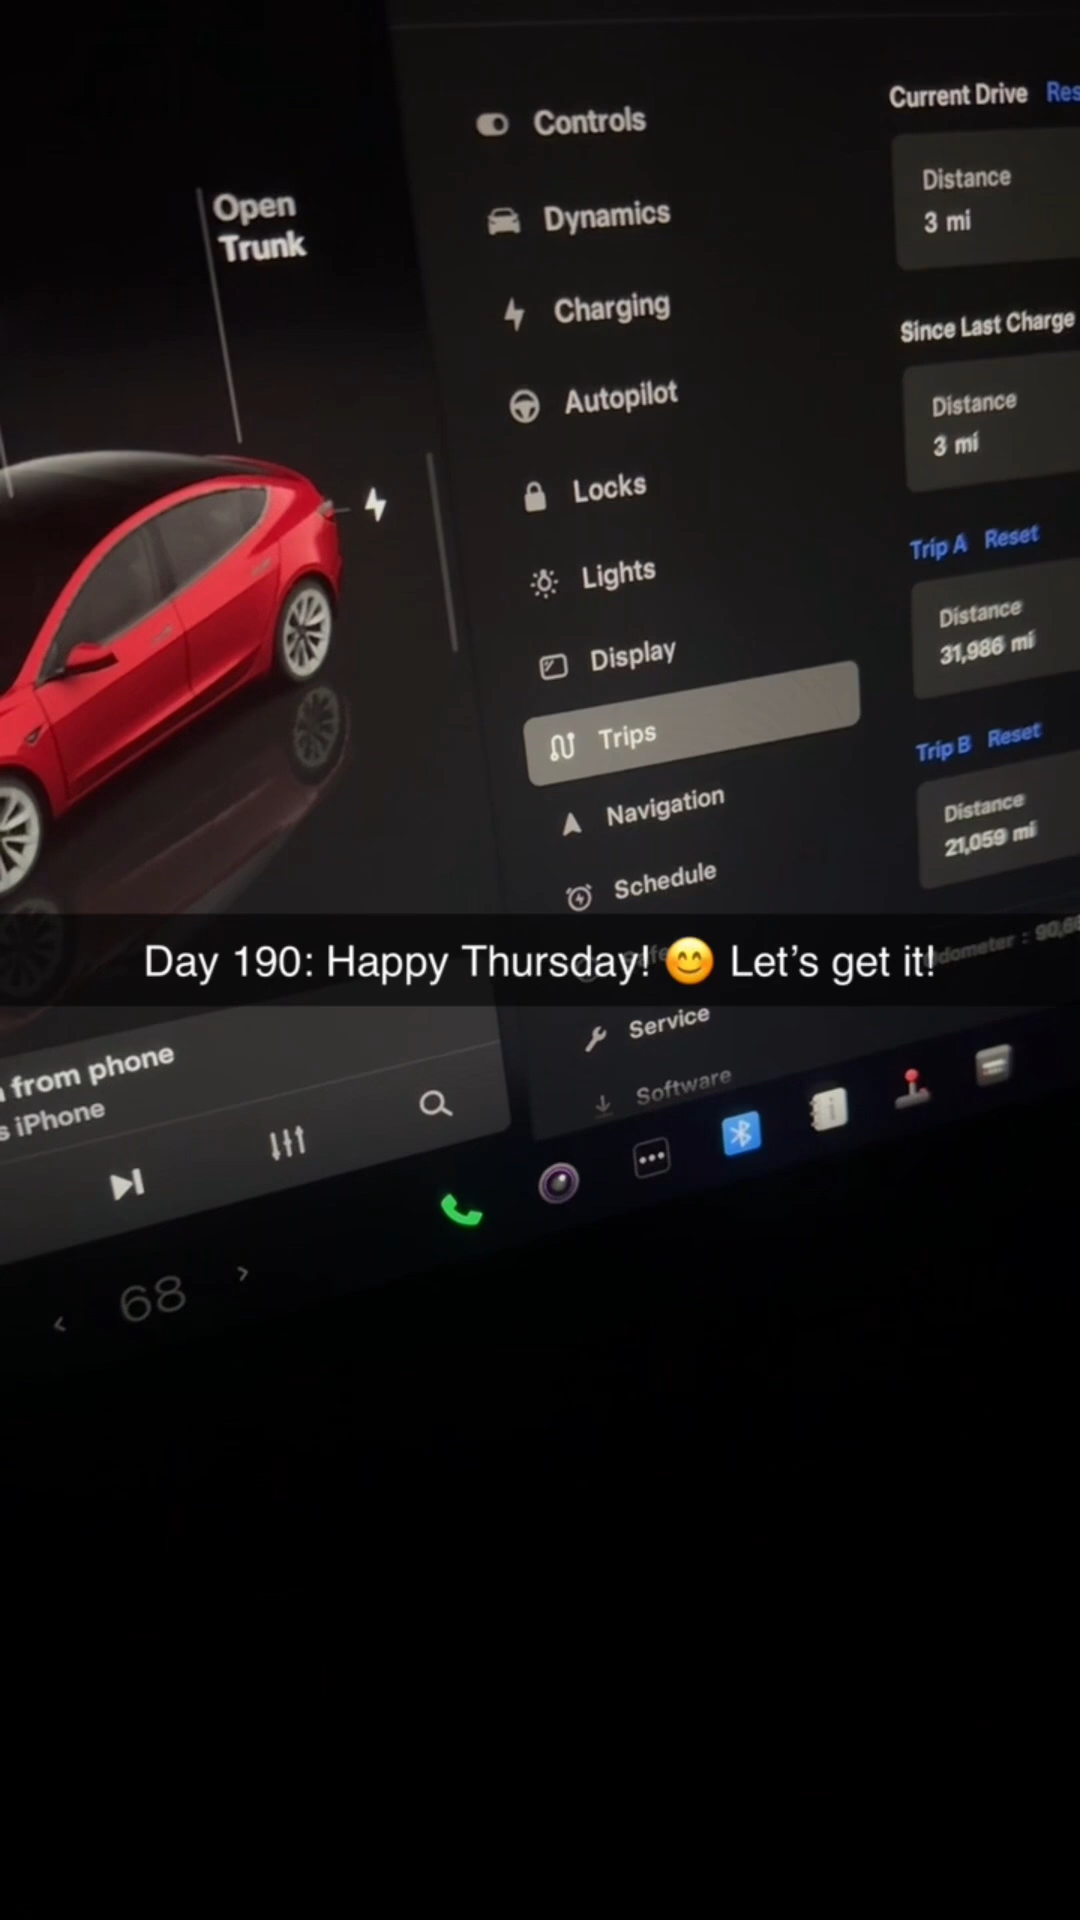 Open
Trunk
Controls
Dynamics
Charging
Autopilot
Locks
Lights
Display
Trips
Navigation
Schedule
Service
Software
Current Drive
Distance
3 mi
Since Last Charge
Distance
3 mi
Trip A Reset
Distance
31,986 mi
Trip B Reset
Distance
21,059 mi
Day 190: Happy Thursday! 😊 Let's get it!
from phone
iPhone
68